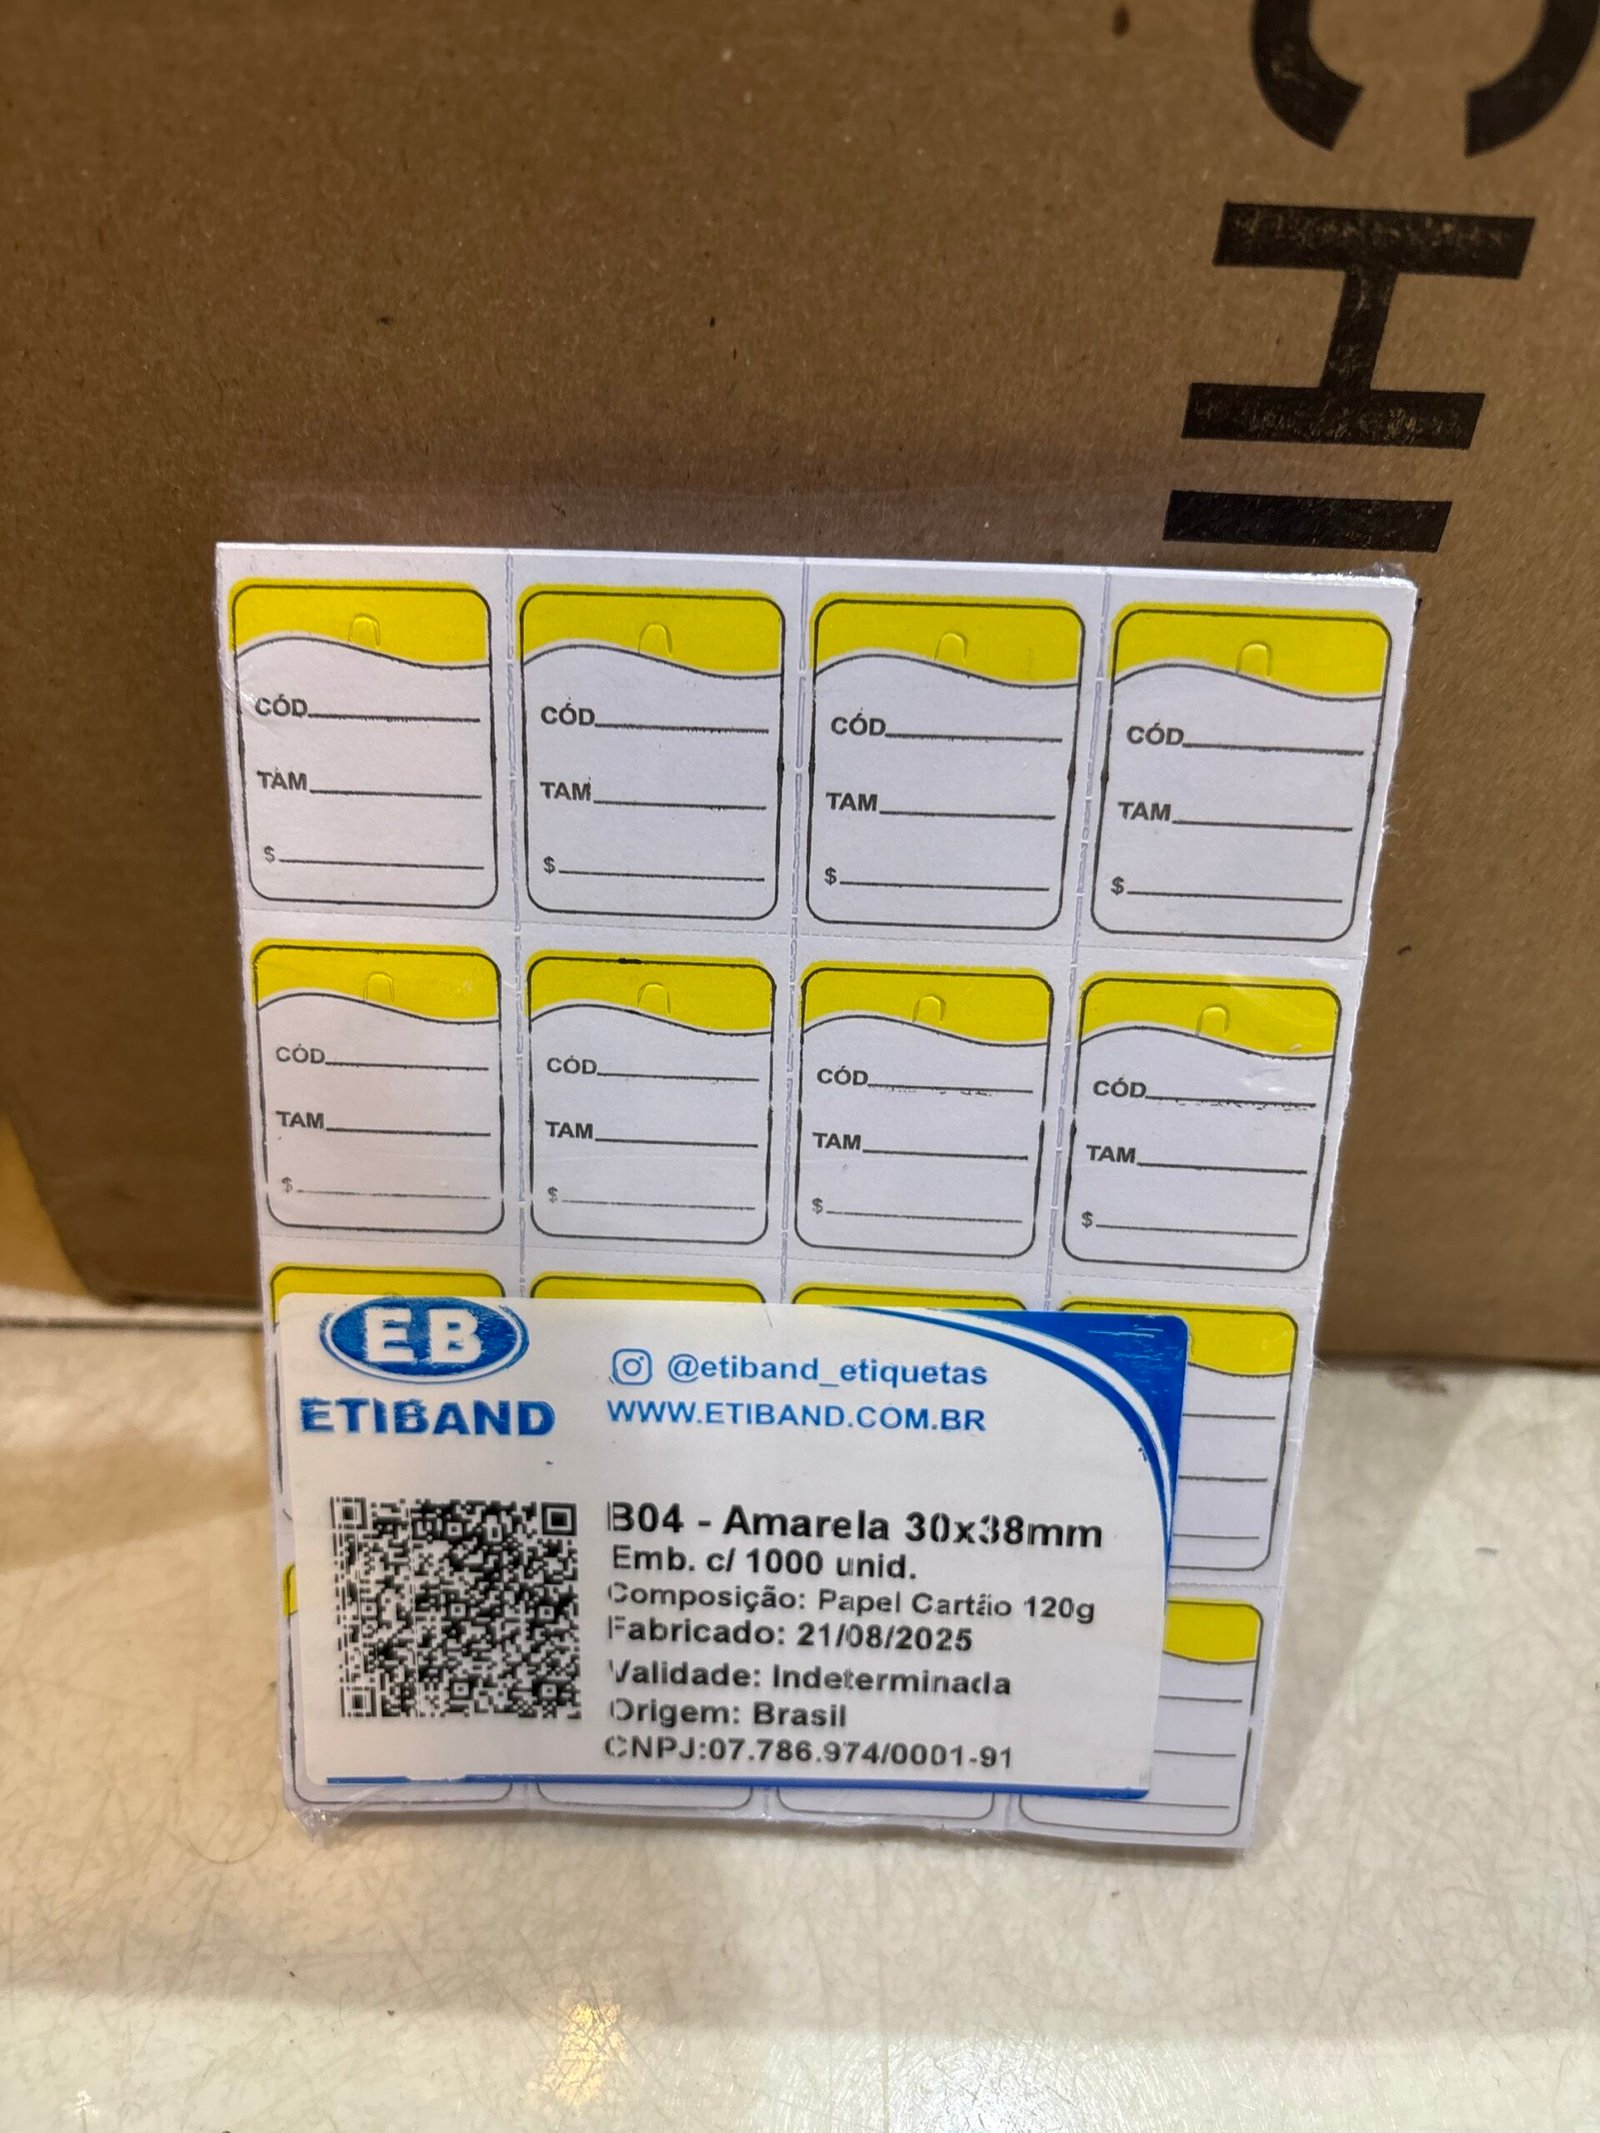 CHI
CÓD CÓD CÓD CÓD
TAM TAM TAM TAM
$ $ $ $
CÓD CÓD CÓD CÓD
TAM TAM TAM TAM
$ $ $ $
EB
ETIBAND
@etiband_etiquetas
WWW.ETIBAND.COM.BR
B04 - Amarela 30x38mm
Emb. c/ 1000 unid.
Composição: Papel Cartão 120g
Fabricado: 21/08/2025
Validade: Indeterminada
Origem: Brasil
CNPJ:07.786.974/0001-91